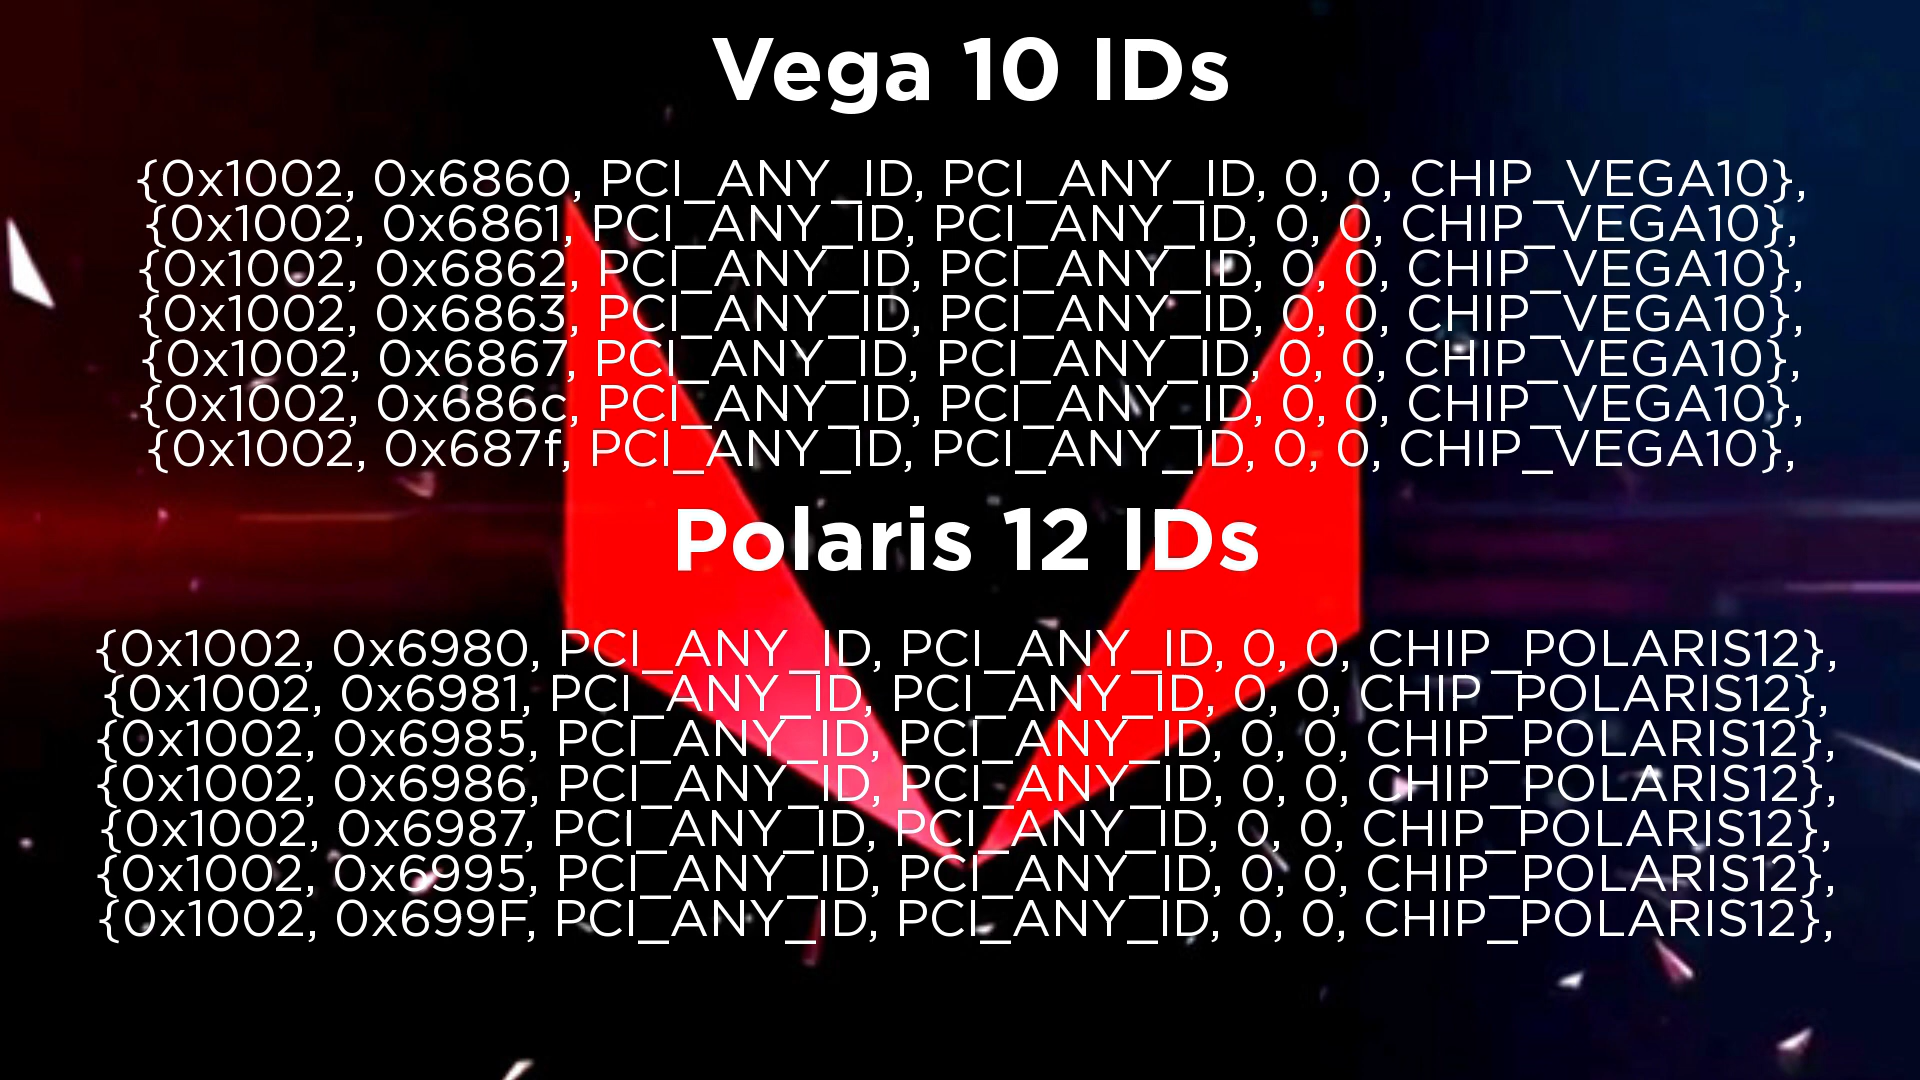 Vega 10 IDs
{0x1002, 0x6860, PCI_ANY_ID, PCI_ANY_ID, 0, 0, CHIP_VEGA10},
{0x1002, 0x6861, PCI_ANY_ID, PCI_ANY_ID, 0, 0, CHIP_VEGA10},
{0x1002, 0x6862, PCI_ANY_ID, PCI_ANY_ID, 0, 0, CHIP_VEGA10},
{0x1002, 0x6863, PCI_ANY_ID, PCI_ANY_ID, 0, 0, CHIP_VEGA10},
{0x1002, 0x6867, PCI_ANY_ID, PCI_ANY_ID, 0, 0, CHIP_VEGA10},
{0x1002, 0x686c, PCI_ANY_ID, PCI_ANY_ID, 0, 0, CHIP_VEGA10},
{0x1002, 0x687f, PCI_ANY_ID, PCI_ANY_ID, 0, 0, CHIP_VEGA10},
Polaris 12 IDs
{0x1002, 0x6980, PCI_ANY_ID, PCI_ANY_ID, 0, 0, CHIP_POLARIS12},
{0x1002, 0x6981, PCI_ANY_ID, PCI_ANY_ID, 0, 0, CHIP_POLARIS12},
{0x1002, 0x6985, PCI_ANY_ID, PCI_ANY_ID, 0, 0, CHIP_POLARIS12},
{0x1002, 0x6986, PCI_ANY_ID, PCI_ANY_ID, 0, 0, CHIP_POLARIS12},
{0x1002, 0x6987, PCI_ANY_ID, PCI_ANY_ID, 0, 0, CHIP_POLARIS12},
{0x1002, 0x6995, PCI_ANY_ID, PCI_ANY_ID, 0, 0, CHIP_POLARIS12},
{0x1002, 0x699F, PCI_ANY_ID, PCI_ANY_ID, 0, 0, CHIP_POLARIS12},